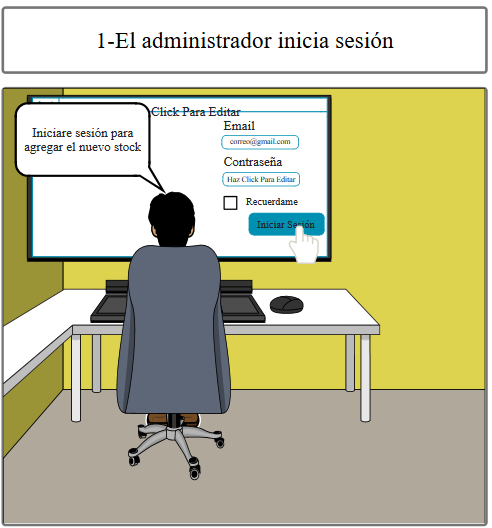 1-El administrador inicia sesión
Click Para Editar
Iniciare sesión para
agregar el nuevo stock
Email
correo@gmail.com
Contraseña
Haz Click Para Editar
Recuerdame
Iniciar Sesión